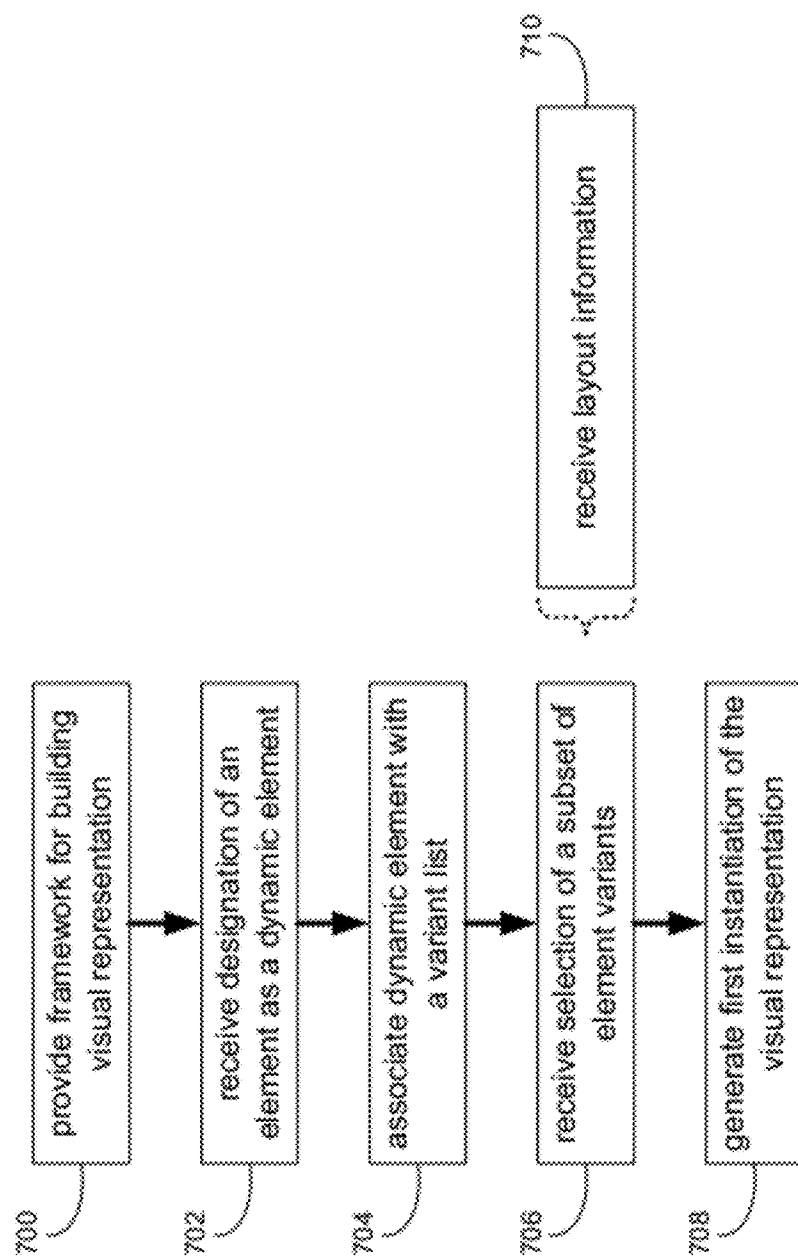 700
provide framework for building
visual representation
702
receive designation of an
element as a dynamic element
704
associate dynamic element with
a variant list
706
receive selection of a subset of
element variants
710
receive layout information
708
generate first instantiation of the
visual representation